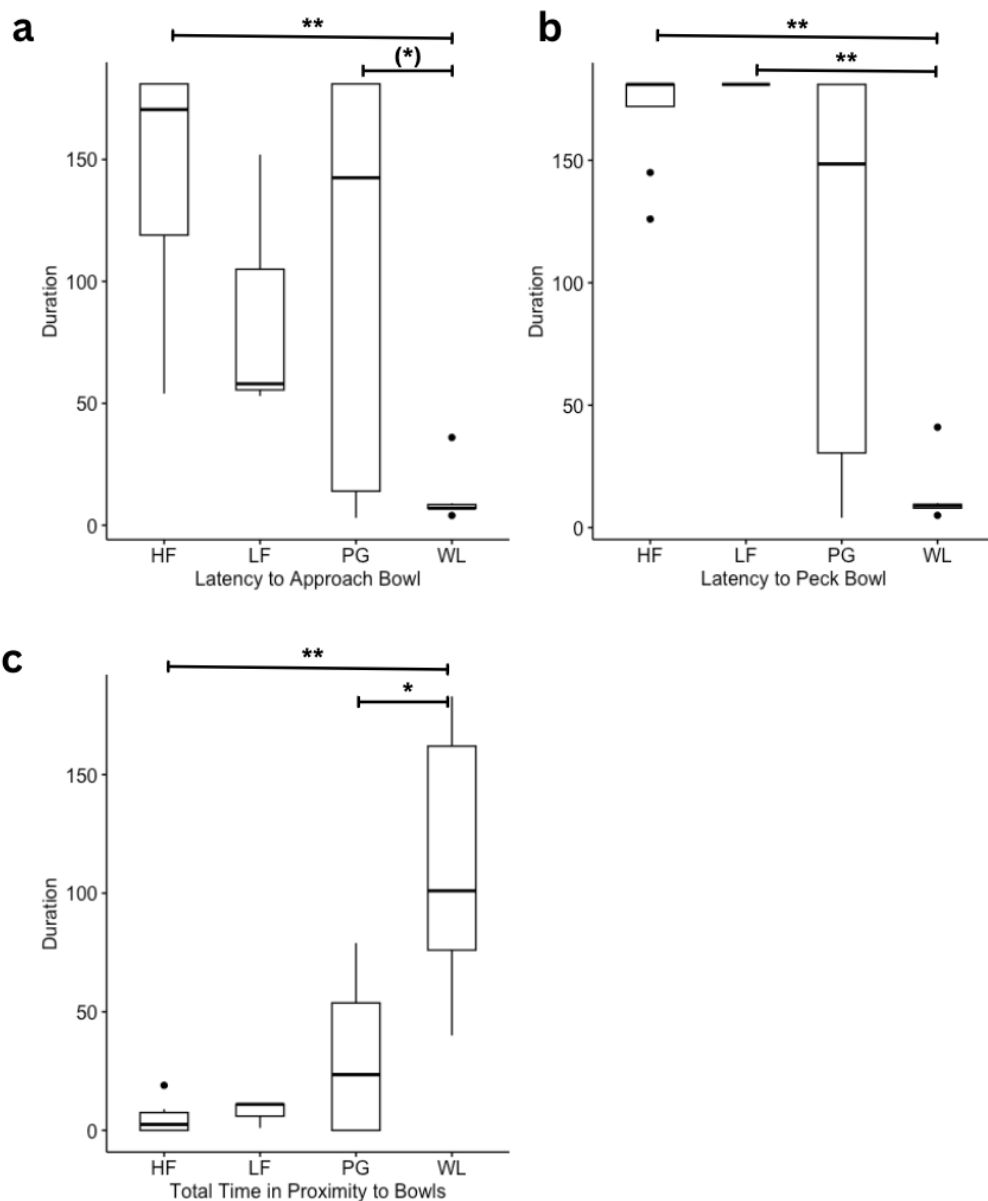 a
**
(*)
Duration
150
100
50
0
HF LF PG WL
Latency to Approach Bowl
b
**
**
Duration
150
100
50
0
HF LF PG WL
Latency to Peck Bowl
c
**
*
Duration
150
100
50
0
HF LF PG WL
Total Time in Proximity to Bowls